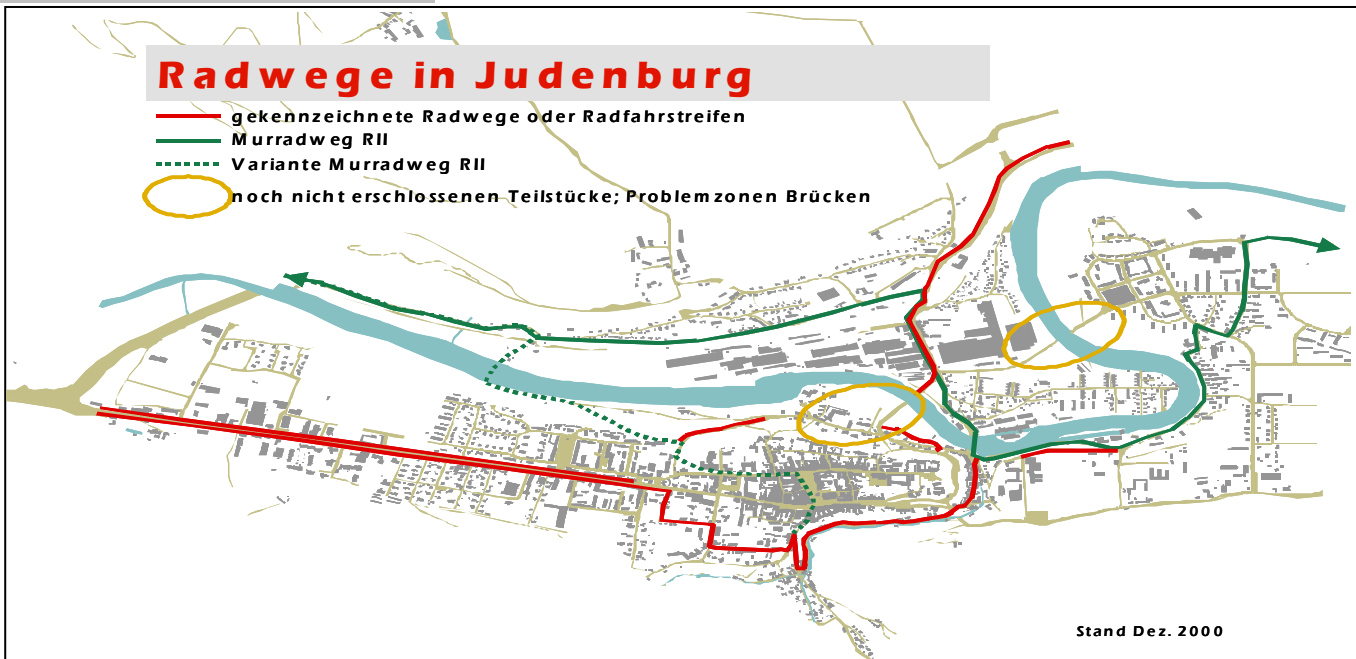 Radwege in Judenburg
gekennzeichnete Radwege oder Radfahrstreifen
Murradweg RII
Variante Murradweg RII
noch nicht erschlossenen Teilstücke; Problemzonen Brücken
Stand Dez. 2000